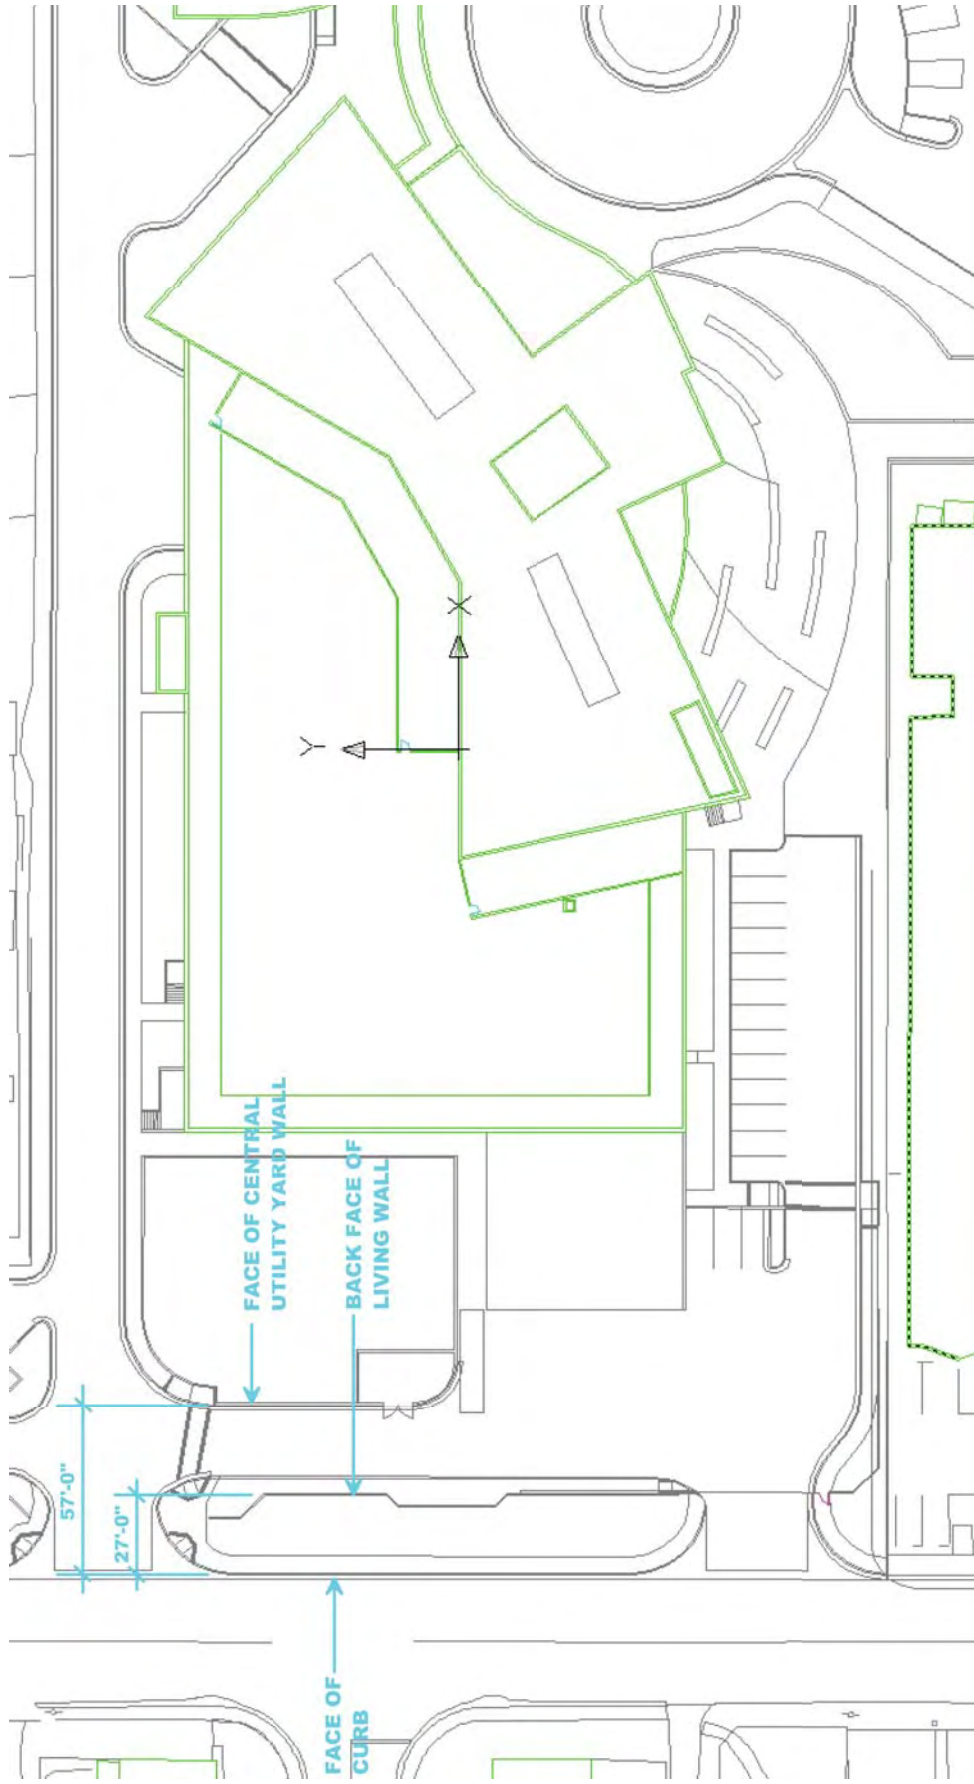 X
Y
FACE OF CENTRAL
UTILITY YARD WALL
BACK FACE OF
LIVING WALL
57'-0"
27'-0"
FACE OF
CURB